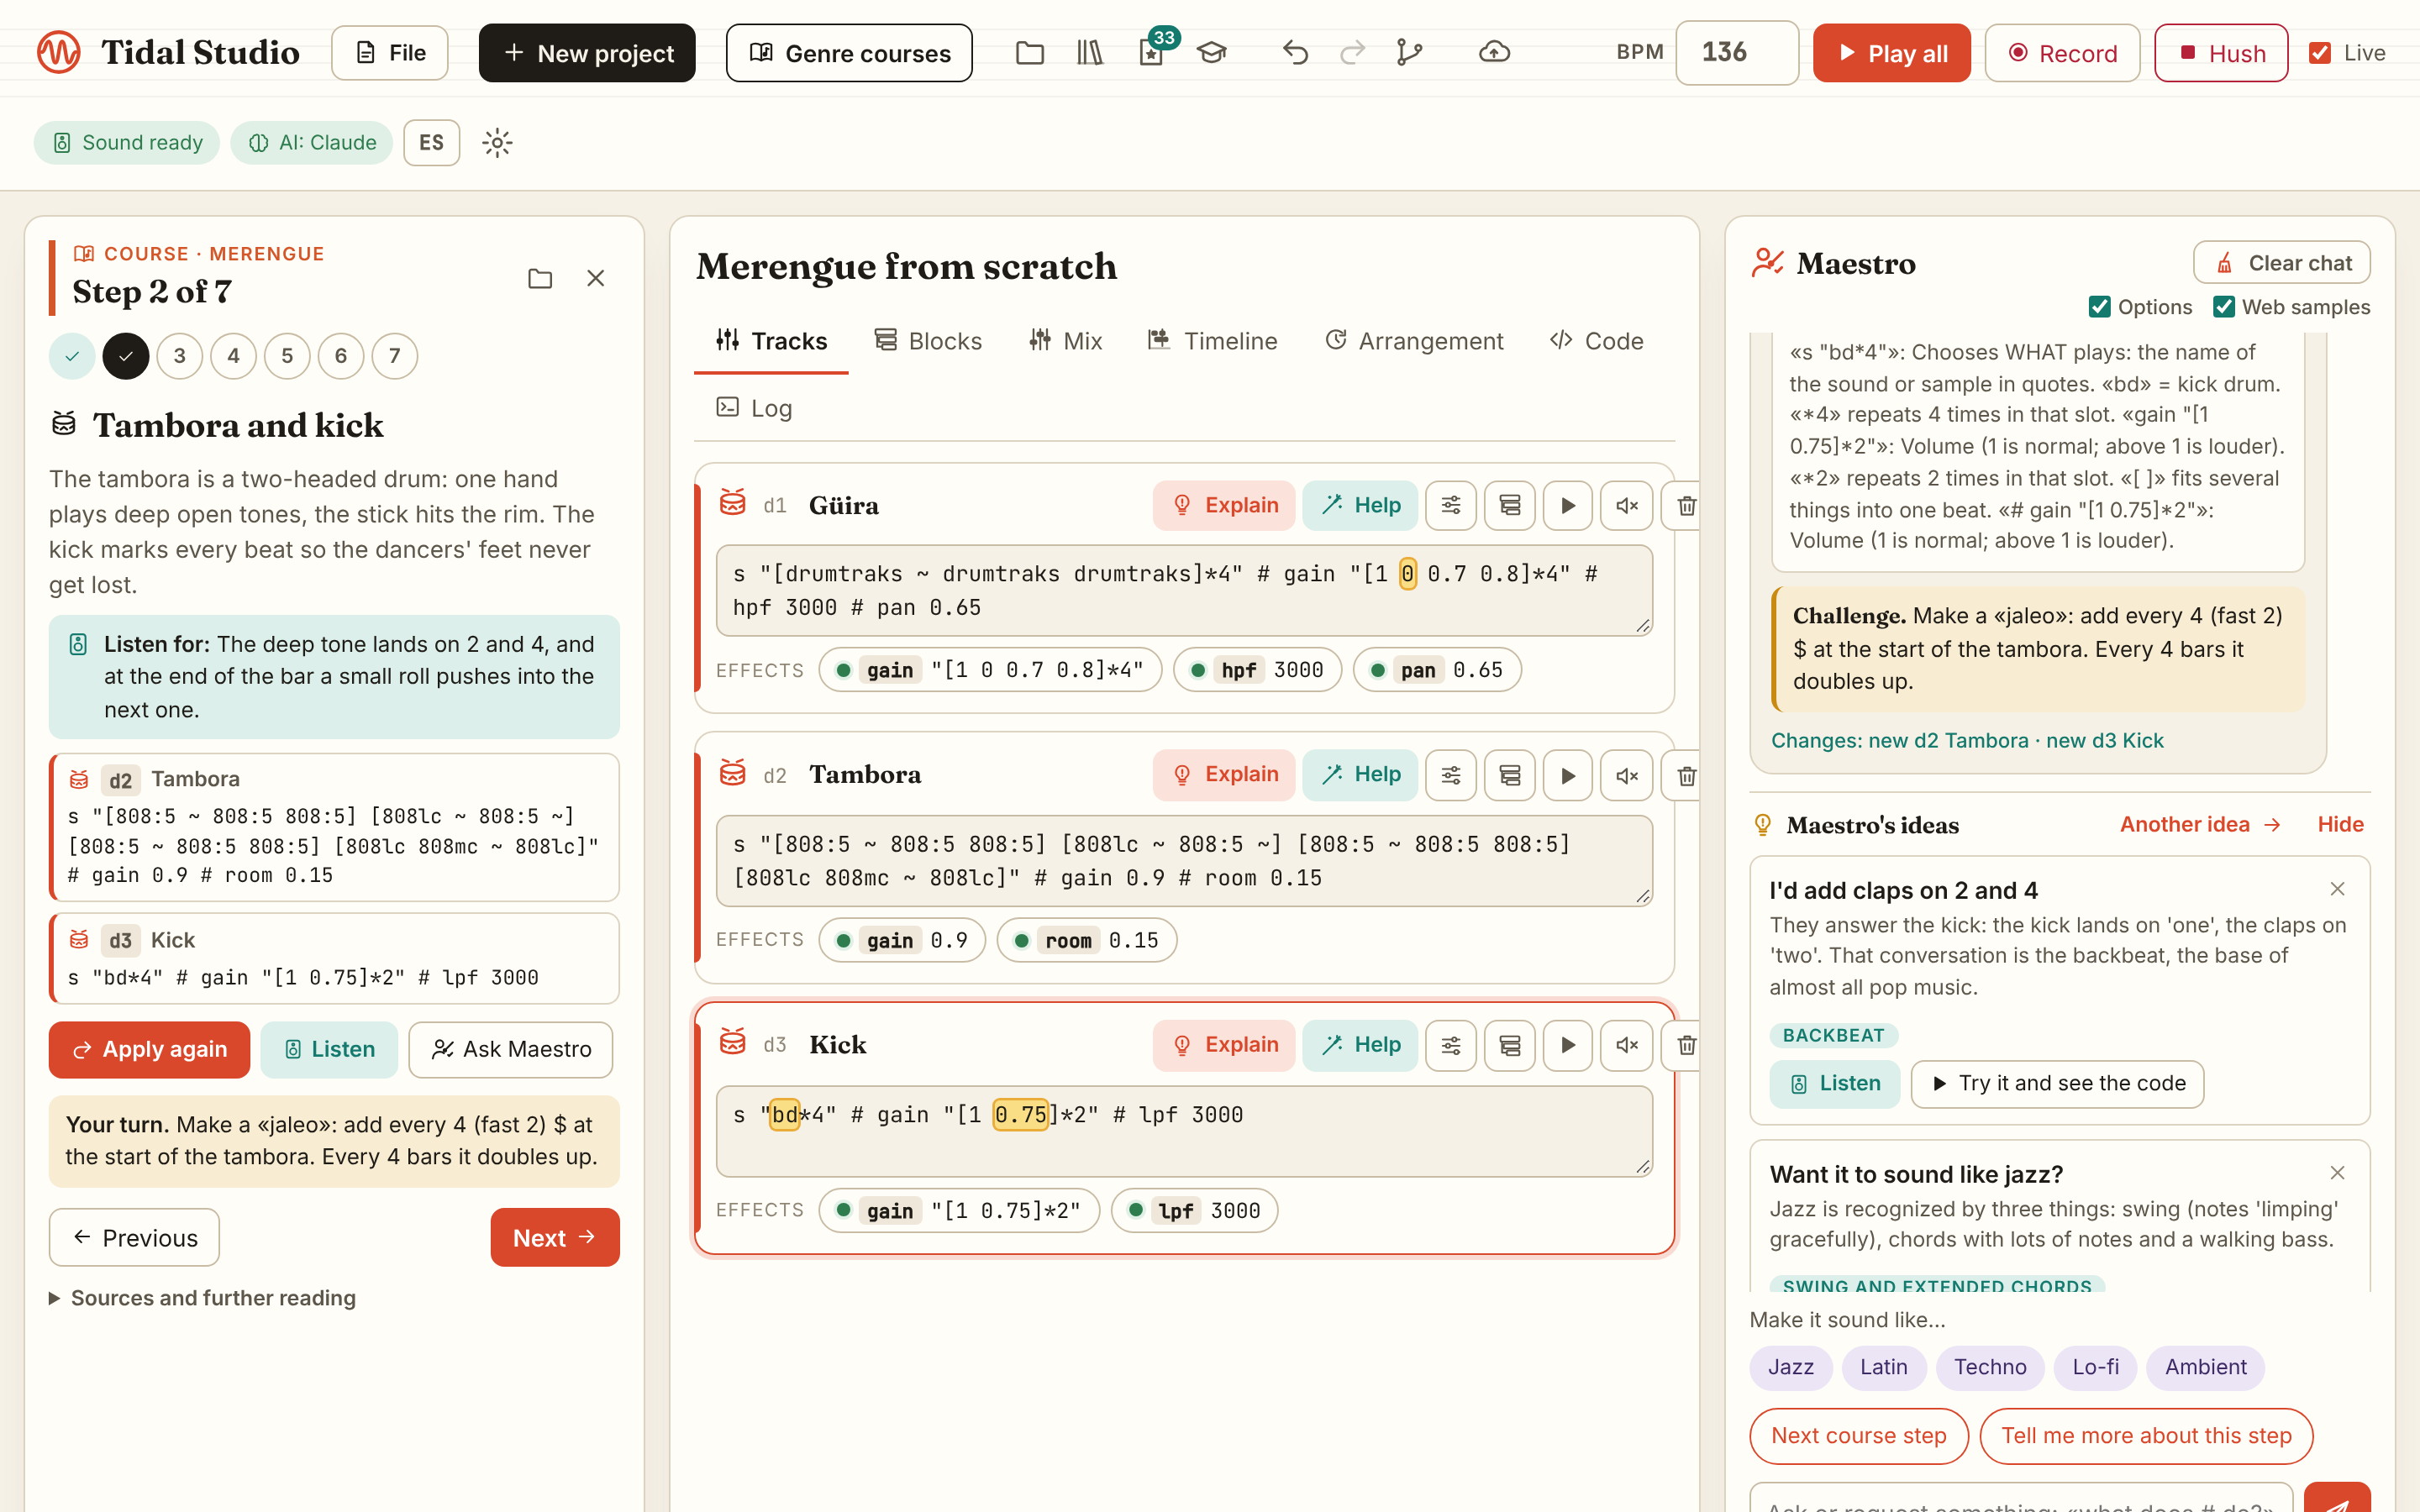 Tidal Studio
File
New project
Genre courses
33
BPM
136
Play all
Record
Hush
Live
Sound ready
AI: Claude
ES
COURSE · MERENGUE
Step 2 of 7
3 4 5 6 7
Tambora and kick
The tambora is a two-headed drum: one hand
plays deep open tones, the stick hits the rim. The
kick marks every beat so the dancers' feet never
get lost.
Listen for: The deep tone lands on 2 and 4, and
at the end of the bar a small roll pushes into the
next one.
d2 Tambora
s "[808:5 ~ 808:5 808:5] [808lc ~ 808:5 ~]
[808:5 ~ 808:5 808:5] [808lc 808mc ~ 808lc]"
# gain 0.9 # room 0.15
d3 Kick
s "bd*4" # gain "[1 0.75]*2" # lpf 3000
Apply again
Listen
Ask Maestro
Your turn. Make a «jaleo»: add every 4 (fast 2) $ at
the start of the tambora. Every 4 bars it doubles up.
Previous
Next
Sources and further reading
Merengue from scratch
Tracks
Blocks
Mix
Timeline
Arrangement
Code
Log
d1 Güira
Explain
Help
s "[drumtraks ~ drumtraks drumtraks]*4" # gain "[1 0 0.7 0.8]*4" #
hpf 3000 # pan 0.65
EFFECTS gain "[1 0 0.7 0.8]*4" hpf 3000 pan 0.65
d2 Tambora
Explain
Help
s "[808:5 ~ 808:5 808:5] [808lc ~ 808:5 ~] [808:5 ~ 808:5 808:5]
[808lc 808mc ~ 808lc]" # gain 0.9 # room 0.15
EFFECTS gain 0.9 room 0.15
d3 Kick
Explain
Help
s "bd*4" # gain "[1 0.75]*2" # lpf 3000
EFFECTS gain "[1 0.75]*2" lpf 3000
Maestro
Clear chat
Options
Web samples
«s "bd*4"»: Chooses WHAT plays: the name of
the sound or sample in quotes. «bd» = kick drum.
«*4» repeats 4 times in that slot. «gain "[1
0.75]*2"»: Volume (1 is normal; above 1 is louder).
«*2» repeats 2 times in that slot. «[ ]» fits several
things into one beat. «# gain "[1 0.75]*2"»:
Volume (1 is normal; above 1 is louder).
Challenge. Make a «jaleo»: add every 4 (fast 2)
$ at the start of the tambora. Every 4 bars it
doubles up.
Changes: new d2 Tambora · new d3 Kick
Maestro's ideas
Another idea
Hide
I'd add claps on 2 and 4
They answer the kick: the kick lands on 'one', the claps on
'two'. That conversation is the backbeat, the base of
almost all pop music.
BACKBEAT
Listen
Try it and see the code
Want it to sound like jazz?
Jazz is recognized by three things: swing (notes 'limping'
gracefully), chords with lots of notes and a walking bass.
SWING AND EXTENDED CHORDS
Make it sound like...
Jazz
Latin
Techno
Lo-fi
Ambient
Next course step
Tell me more about this step
Ask or request something: «what does # do?»